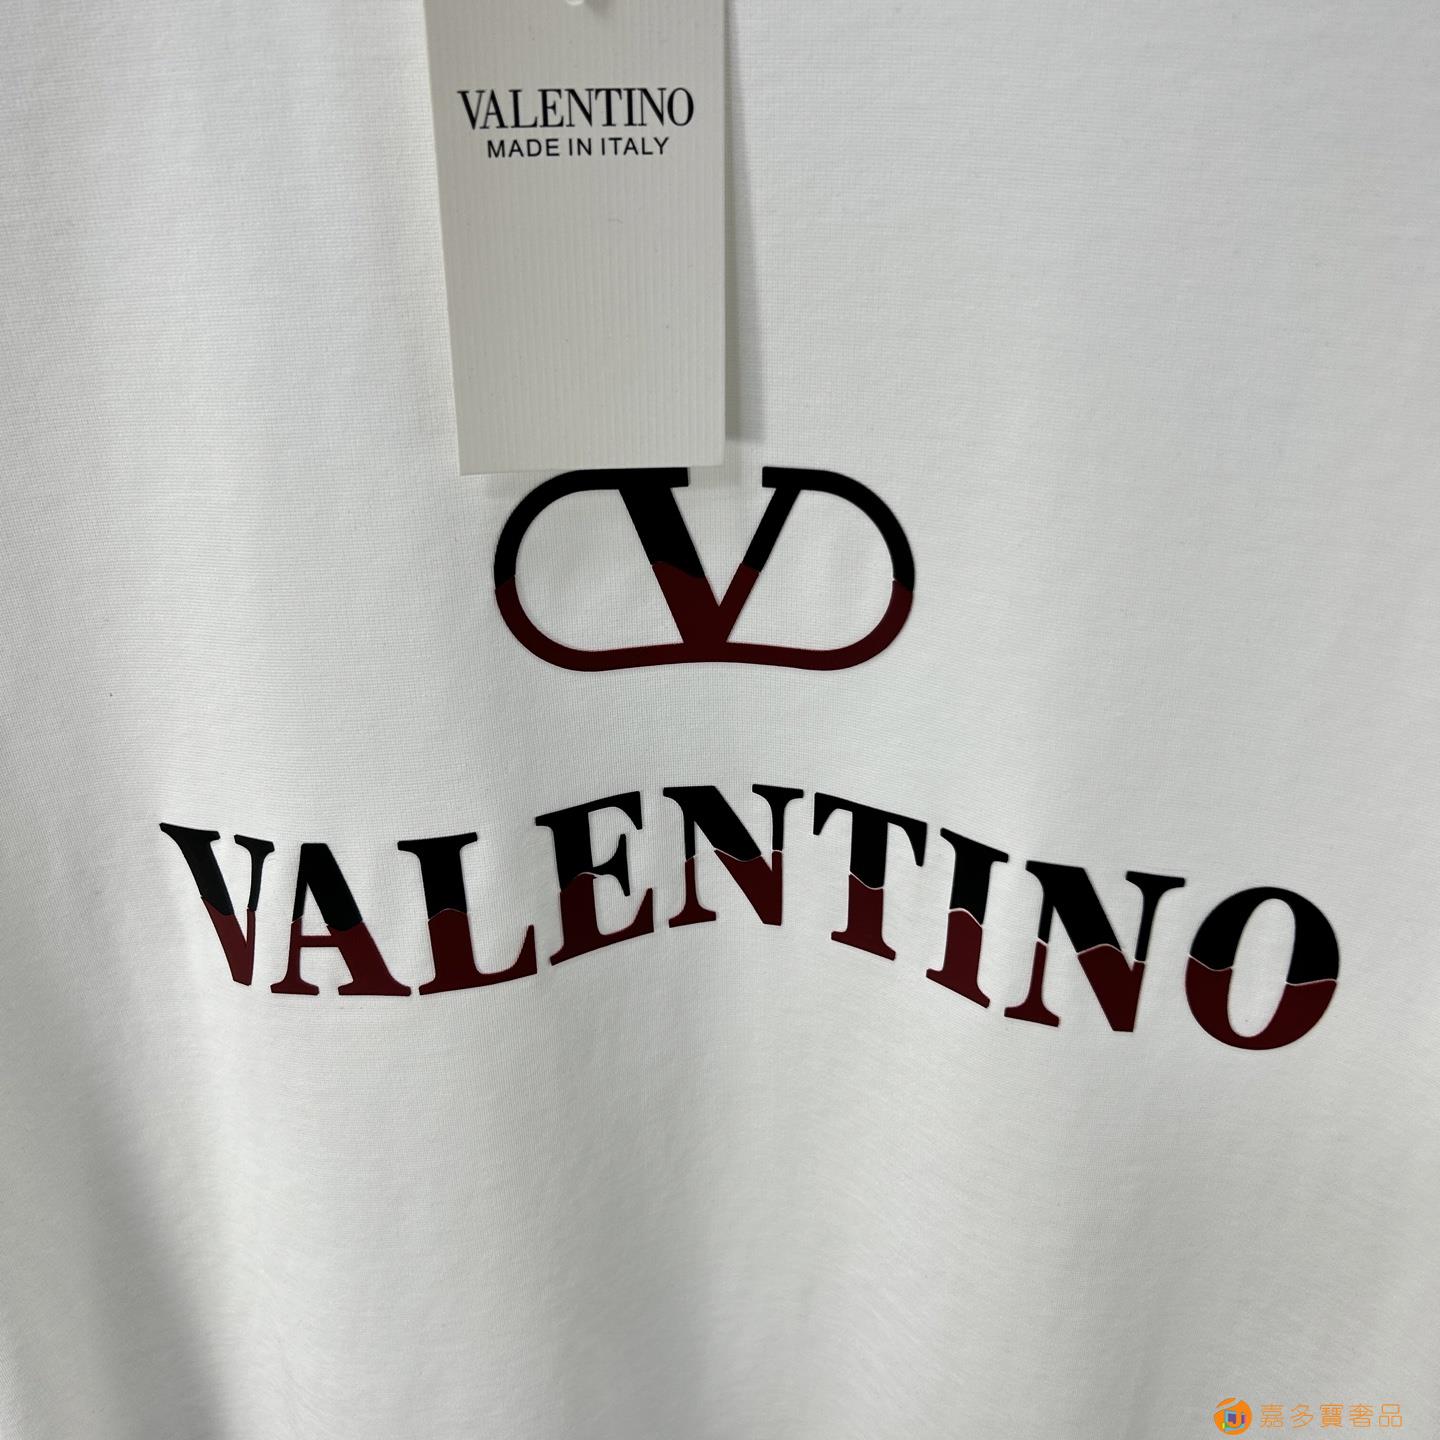 VALENTINO
MADE IN ITALY
V
VALENTINO
嘉多寶奢品